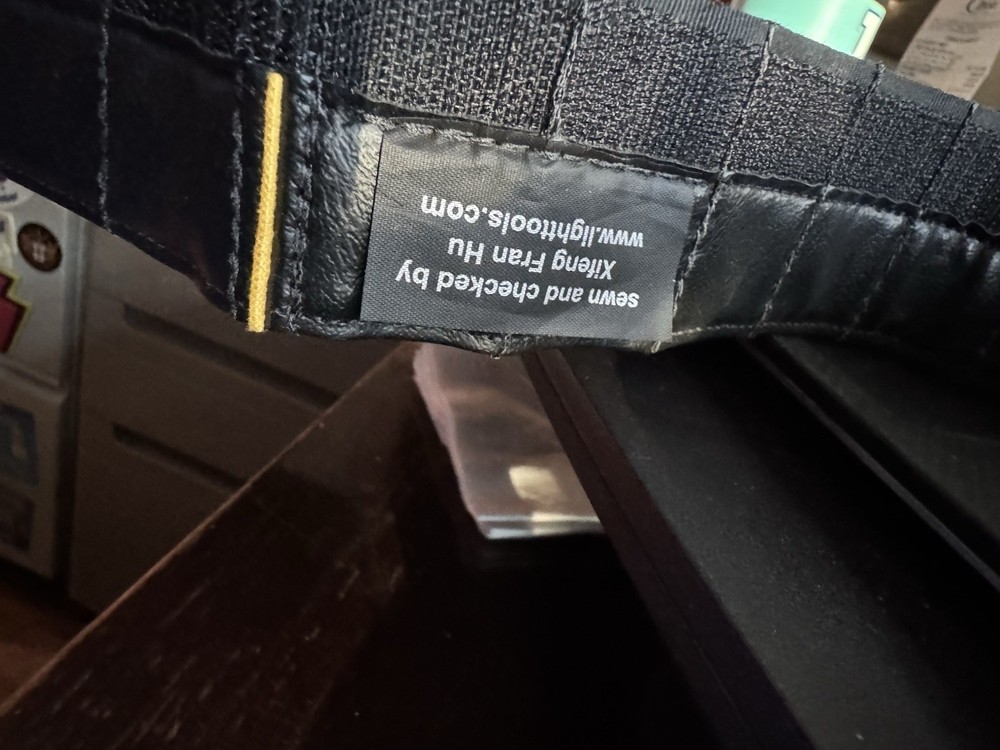 sewn and checked by
Xifeng Fran Hu
www.lighttools.com